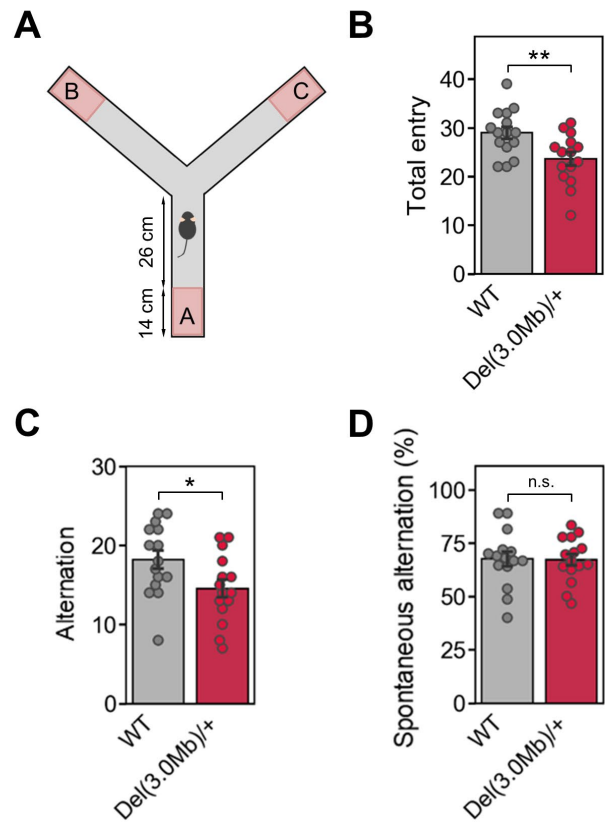 A
B
C
26 cm
14 cm
A
B
Total entry
40
30
20
10
0
**
WT
Del(3.0Mb)/+
C
Alternation
30
20
10
0
*
WT
Del(3.0Mb)/+
D
Spontaneous alternation (%)
100
75
50
25
0
n.s.
WT
Del(3.0Mb)/+